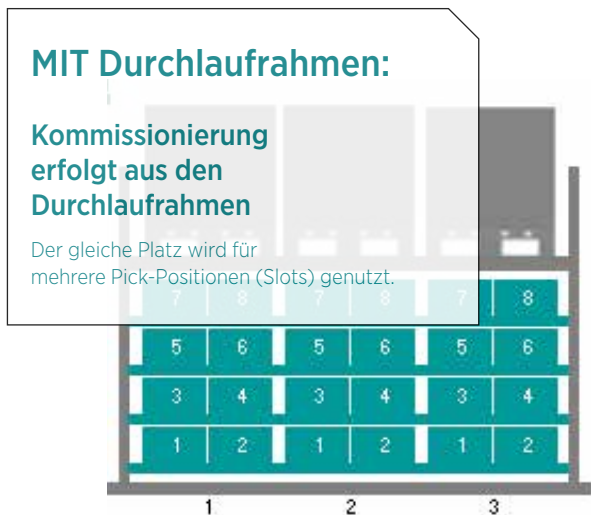 MIT Durchlaufrahmen:
Kommissionierung
erfolgt aus den
Durchlaufrahmen
Der gleiche Platz wird für
mehrere Pick-Positionen (Slots) genutzt.
7 8 7 8 7 8
5 6 5 6 5 6
3 4 3 4 3 4
1 2 1 2 1 2
1 2 3